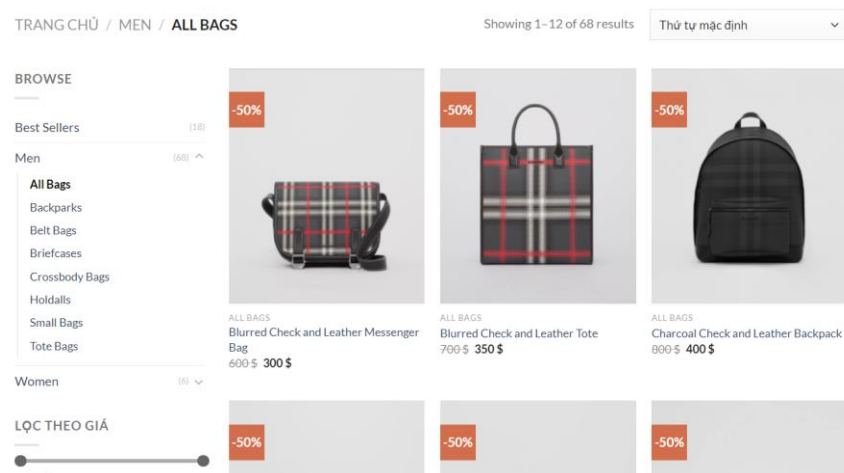 TRANG CHỦ / MEN / ALL BAGS
Showing 1–12 of 68 results
Thứ tự mặc định
BROWSE
Best Sellers (18)
Men (68)
All Bags
Backparks
Belt Bags
Briefcases
Crossbody Bags
Holdalls
Small Bags
Tote Bags
Women (6)
LỌC THEO GIÁ
-50%
ALL BAGS
Blurred Check and Leather Messenger
Bag
600 $ 300 $
-50%
ALL BAGS
Blurred Check and Leather Tote
700 $ 350 $
-50%
ALL BAGS
Charcoal Check and Leather Backpack
800 $ 400 $
-50%
-50%
-50%